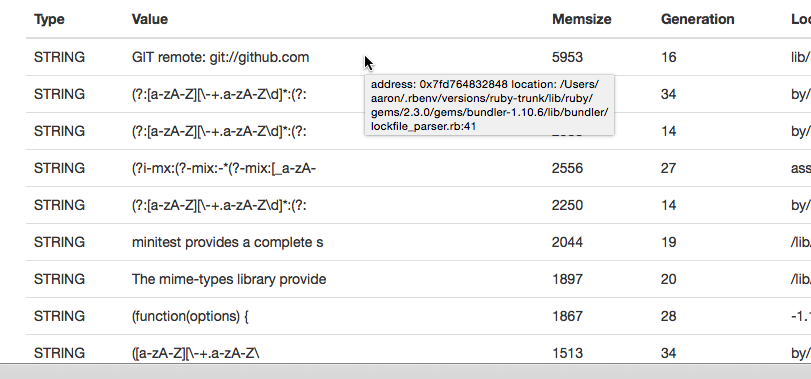 Type Value Memsize Generation Loc
STRING GIT remote: git://github.com 5953 16 lib/
address: 0x7fd764832848 location: /Users/
aaron/.rbenv/versions/ruby-trunk/lib/ruby/
gems/2.3.0/gems/bundler-1.10.6/lib/bundler/
lockfile_parser.rb:41
STRING (?:[a-zA-Z][\-+.a-zA-Z\d]*:(?: 34 by/
STRING (?:[a-zA-Z][\-+.a-zA-Z\d]*:(?: 14 by/
STRING (?i-mx:(?-mix:-*(?-mix:[_a-zA- 2556 27 ass
STRING (?:[a-zA-Z][\-+.a-zA-Z\d]*:(?: 2250 14 by/
STRING minitest provides a complete s 2044 19 /lib
STRING The mime-types library provide 1897 20 /lib
STRING (function(options) { 1867 28 -1.1
STRING ([a-zA-Z][\-+.a-zA-Z\ 1513 34 by/